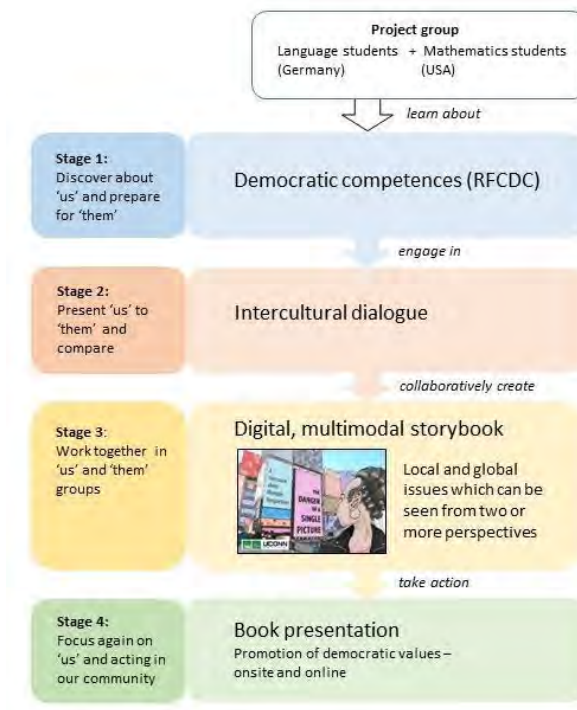 Project group
Language students + Mathematics students
(Germany) (USA)
learn about
Stage 1:
Discover about
‘us’ and prepare
for ‘them’
Democratic competences (RFCDC)
engage in
Stage 2:
Present ‘us’ to
‘them’ and
compare
Intercultural dialogue
collaboratively create
Stage 3:
Work together in
‘us’ and ‘them’
groups
Digital, multimodal storybook
THE
DANGER
OF A
SINGLE
PICTURE
UCONN
Local and global
issues which can be
seen from two or
more perspectives
take action
Stage 4:
Focus again on
‘us’ and acting in
our community
Book presentation
Promotion of democratic values –
onsite and online